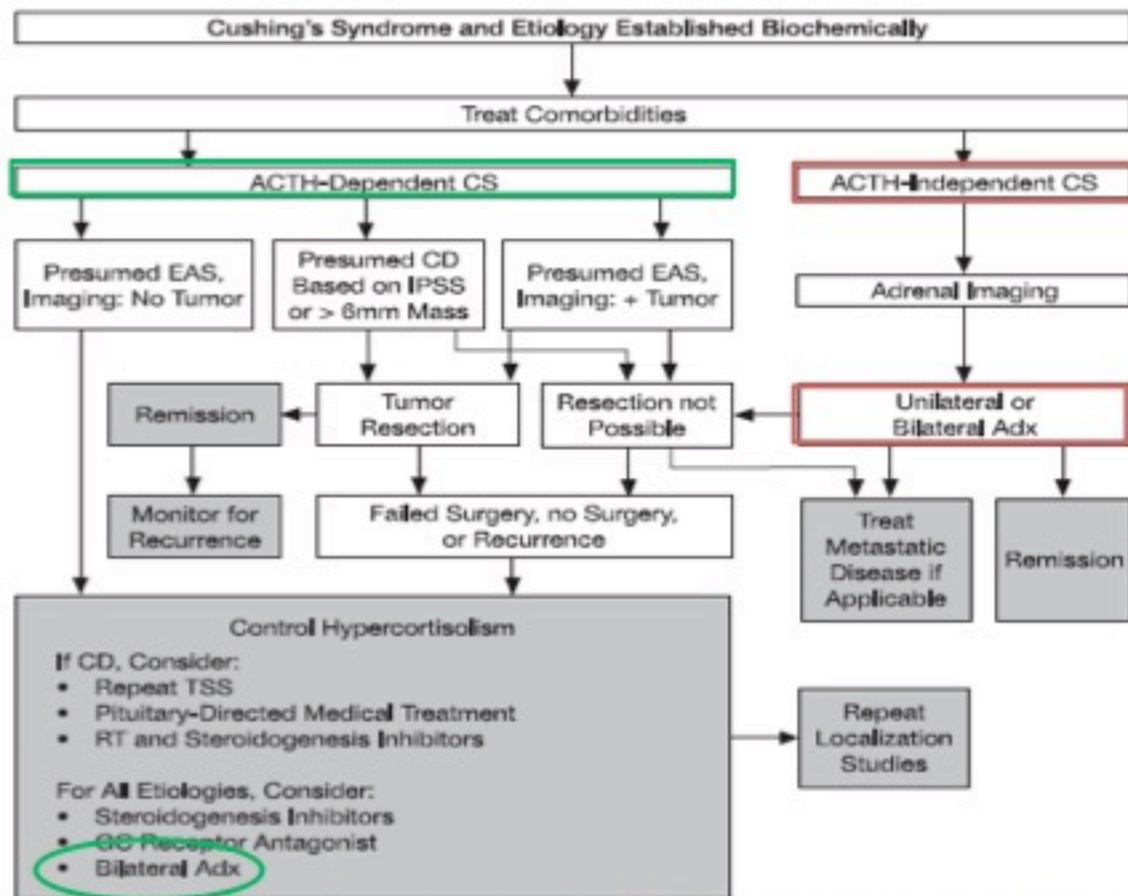 Cushing's Syndrome and Etiology Established Biochemically
Treat Comorbidities
ACTH-Dependent CS
ACTH-Independent CS
Presumed EAS,
Imaging: No Tumor
Presumed CD
Based on IPSS
or > 6mm Mass
Presumed EAS,
Imaging: + Tumor
Adrenal Imaging
Remission
Tumor
Resection
Resection not
Possible
Unilateral or
Bilateral Adx
Monitor for
Recurrence
Failed Surgery, no Surgery,
or Recurrence
Treat
Metastatic
Disease if
Applicable
Remission
Control Hypercortisolism
If CD, Consider:
• Repeat TSS
• Pituitary-Directed Medical Treatment
• RT and Steroidogenesis Inhibitors
For All Etiologies, Consider:
• Steroidogenesis Inhibitors
• GC Receptor Antagonist
• Bilateral Adx
Repeat
Localization
Studies